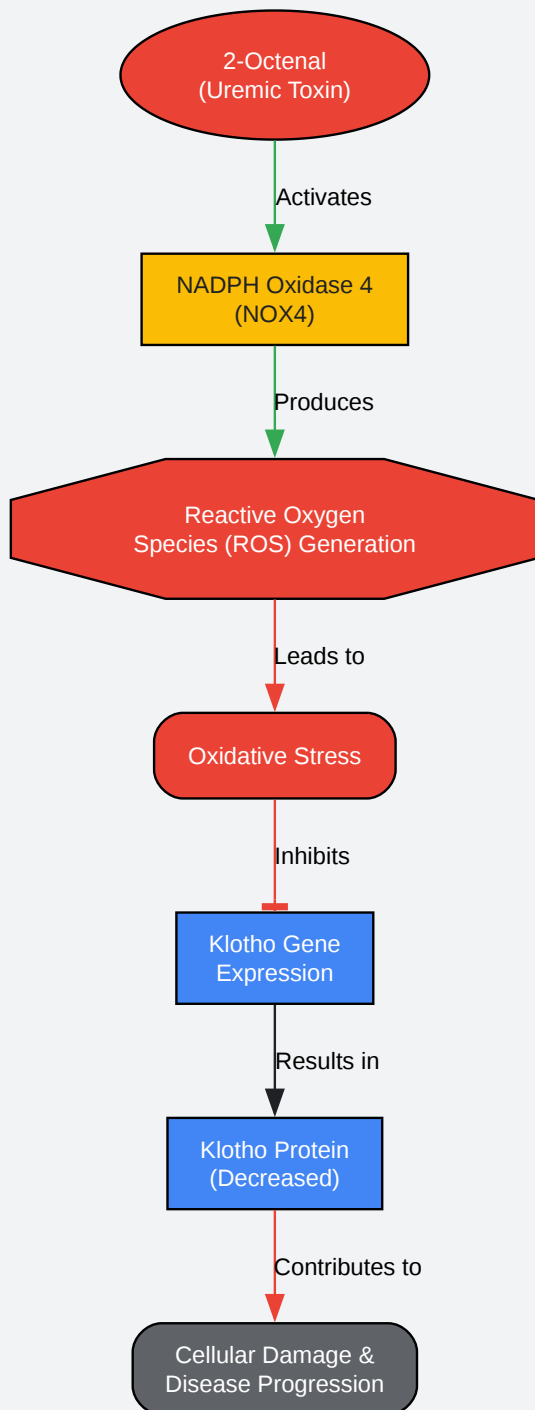 2-Octenal
(Uremic Toxin)
Activates
NADPH Oxidase 4
(NOX4)
Produces
Reactive Oxygen
Species (ROS) Generation
Leads to
Oxidative Stress
Inhibits
Klotho Gene
Expression
Results in
Klotho Protein
(Decreased)
Contributes to
Cellular Damage &
Disease Progression